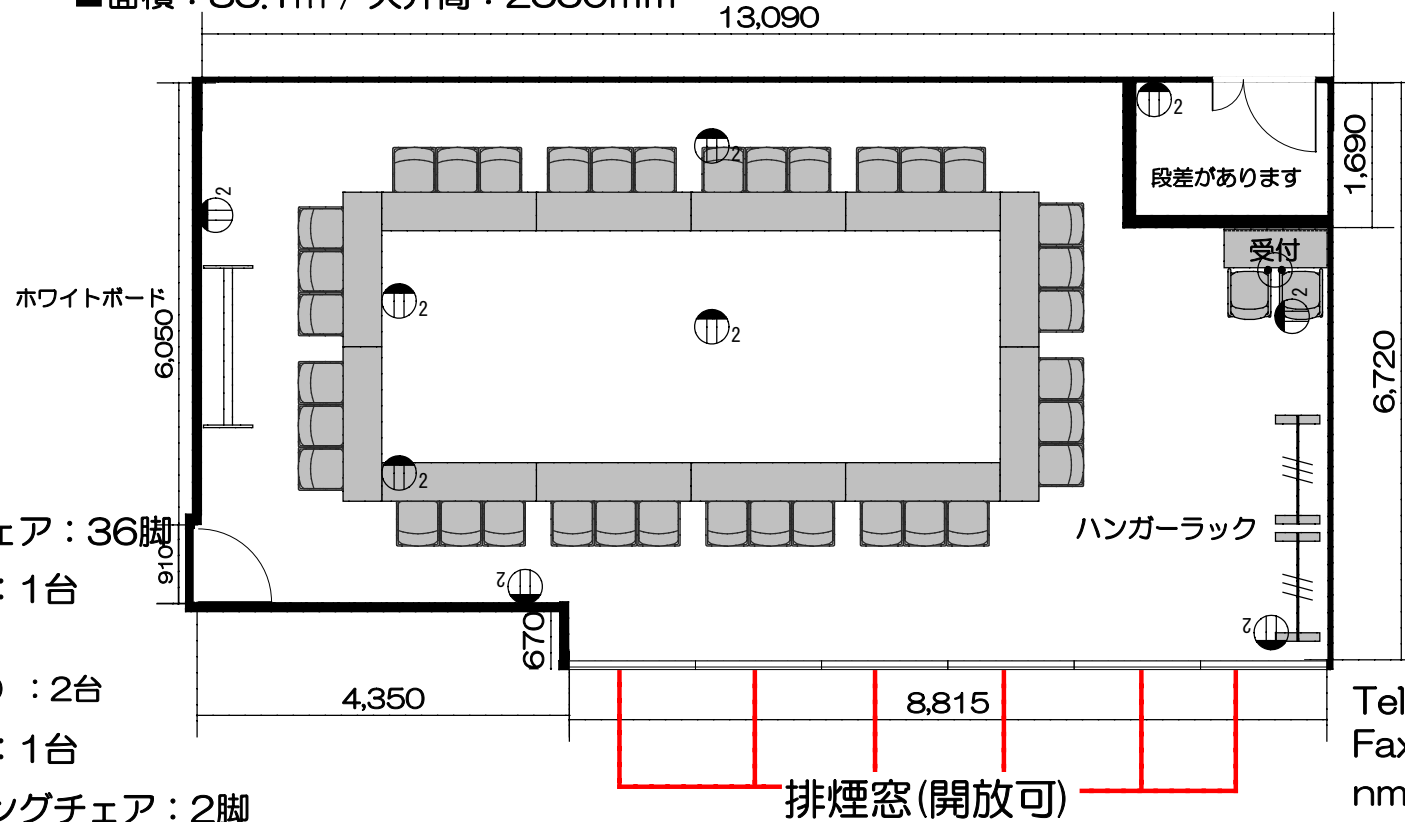 13,090
2
段差があります
1,690
2
2
受付
2
ホワイトボード
6,050
2
2
6,720
2
ハンガーラック
ェア：36脚
910
：1台
2
670
2
：2台
4,350
8,815
Tel
：1台
Fax
排煙窓(開放可)
nm
ングチェア：2脚